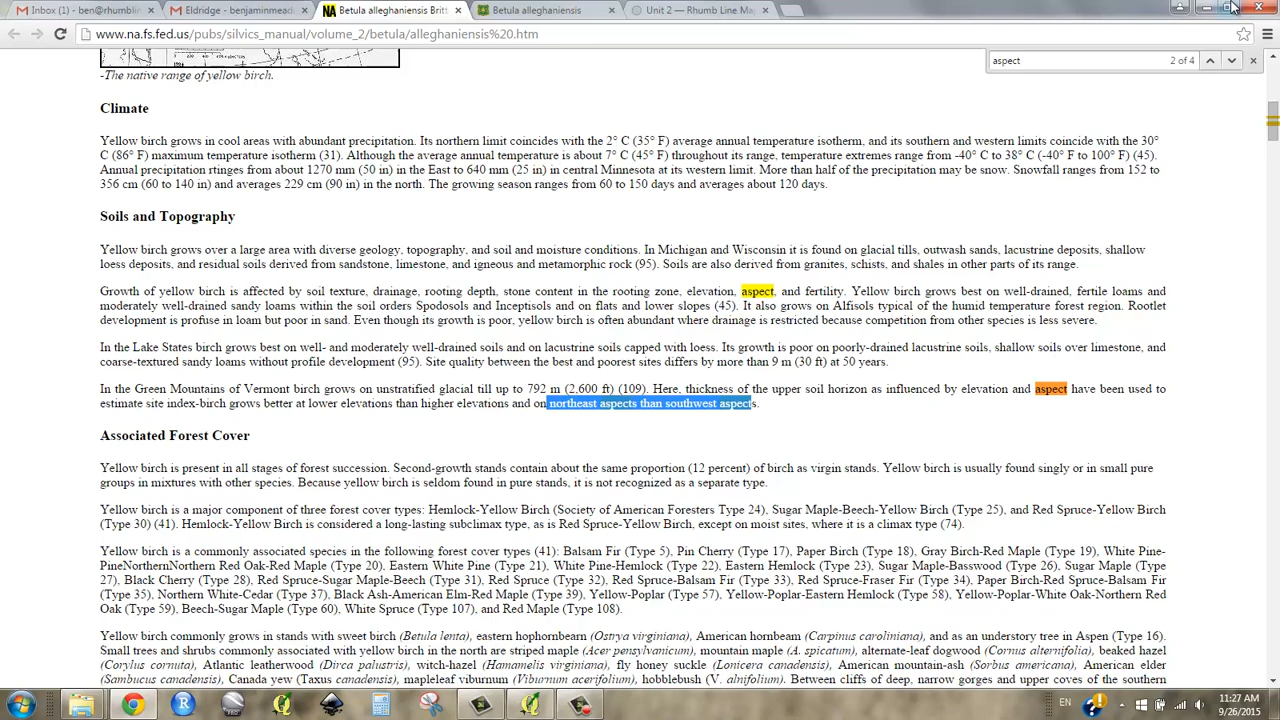 Inbox (1) - ben@rhumblin
Eldridge - benjaminmead
Betula alleghaniensis Brit
Betula alleghaniensis
Unit 2 — Rhumb Line Ma
www.na.fs.fed.us/pubs/silvics_manual/volume_2/betula/alleghaniensis%20.htm
aspect 2 of 4
-The native range of yellow birch.
Climate
Yellow birch grows in cool areas with abundant precipitation. Its northern limit coincides with the 2° C (35° F) average annual temperature isotherm, and its southern and western limits coincide with the 30°
C (86° F) maximum temperature isotherm (31). Although the average annual temperature is about 7° C (45° F) throughout its range, temperature extremes range from -40° C to 38° C (-40° F to 100° F) (45).
Annual precipitation rtinges from about 1270 mm (50 in) in the East to 640 mm (25 in) in central Minnesota at its western limit. More than half of the precipitation may be snow. Snowfall ranges from 152 to
356 cm (60 to 140 in) and averages 229 cm (90 in) in the north. The growing season ranges from 60 to 150 days and averages about 120 days.
Soils and Topography
Yellow birch grows over a large area with diverse geology, topography, and soil and moisture conditions. In Michigan and Wisconsin it is found on glacial tills, outwash sands, lacustrine deposits, shallow
loess deposits, and residual soils derived from sandstone, limestone, and igneous and metamorphic rock (95). Soils are also derived from granites, schists, and shales in other parts of its range.
Growth of yellow birch is affected by soil texture, drainage, rooting depth, stone content in the rooting zone, elevation, aspect, and fertility. Yellow birch grows best on well-drained, fertile loams and
moderately well-drained sandy loams within the soil orders Spodosols and Inceptisols and on flats and lower slopes (45). It also grows on Alfisols typical of the humid temperature forest region. Rootlet
development is profuse in loam but poor in sand. Even though its growth is poor, yellow birch is often abundant where drainage is restricted because competition from other species is less severe.
In the Lake States birch grows best on well- and moderately well-drained soils and on lacustrine soils capped with loess. Its growth is poor on poorly-drained lacustrine soils, shallow soils over limestone, and
coarse-textured sandy loams without profile development (95). Site quality between the best and poorest sites differs by more than 9 m (30 ft) at 50 years.
In the Green Mountains of Vermont birch grows on unstratified glacial till up to 792 m (2,600 ft) (109). Here, thickness of the upper soil horizon as influenced by elevation and aspect have been used to
estimate site index-birch grows better at lower elevations than higher elevations and on northeast aspects than southwest aspects.
Associated Forest Cover
Yellow birch is present in all stages of forest succession. Second-growth stands contain about the same proportion (12 percent) of birch as virgin stands. Yellow birch is usually found singly or in small pure
groups in mixtures with other species. Because yellow birch is seldom found in pure stands, it is not recognized as a separate type.
Yellow birch is a major component of three forest cover types: Hemlock-Yellow Birch (Society of American Foresters Type 24), Sugar Maple-Beech-Yellow Birch (Type 25), and Red Spruce-Yellow
Birch (Type 30) (41). Hemlock-Yellow Birch is considered a long-lasting subclimax type, as is Red Spruce-Yellow Birch, except on moist sites, where it is a climax type (74).
Yellow birch is a commonly associated species in the following forest cover types (41): Balsam Fir (Type 5), Pin Cherry (Type 17), Paper Birch (Type 18), Gray Birch-Red Maple (Type 19), White Pine-
PineNorthernNorthern Red Oak-Red Maple (Type 20), Eastern White Pine (Type 21), White Pine-Hemlock (Type 22), Eastern Hemlock (Type 23), Sugar Maple-Basswood (Type 26), Sugar Maple (Type
27), Black Cherry (Type 28), Red Spruce-Sugar Maple-Beech (Type 31), Red Spruce (Type 32), Red Spruce-Balsam Fir (Type 33), Red Spruce-Fraser Fir (Type 34), Paper Birch-Red Spruce-Balsam Fir
(Type 35), Northern White-Cedar (Type 37), Black Ash-American Elm-Red Maple (Type 39), Yellow-Poplar (Type 57), Yellow-Poplar-Eastern Hemlock (Type 58), Yellow-Poplar-White Oak-Northern Red
Oak (Type 59), Beech-Sugar Maple (Type 60), White Spruce (Type 107), and Red Maple (Type 108).
Yellow birch commonly grows in stands with sweet birch (Betula lenta), eastern hophornbeam (Ostrya virginiana), American hornbeam (Carpinus caroliniana), and as an understory tree in Aspen (Type 16).
Small trees and shrubs commonly associated with yellow birch in the north are striped maple (Acer pensylvanicum), mountain maple (A. spicatum), alternate-leaf dogwood (Cornus alternifolia), beaked hazel
(Corylus cornuta), Atlantic leatherwood (Dirca palustris), witch-hazel (Hamamelis virginiana), fly honey suckle (Lonicera canadensis), American mountain-ash (Sorbus americana), American elder
(Sambucus canadensis), Canada yew (Taxus canadensis), mapleleaf viburnum (Viburnum acerifolium), hobblebush (V. alnifolium). Between cliffs of deep, narrow gorges and upper coves of the southern
EN
11:27 AM
9/26/2015